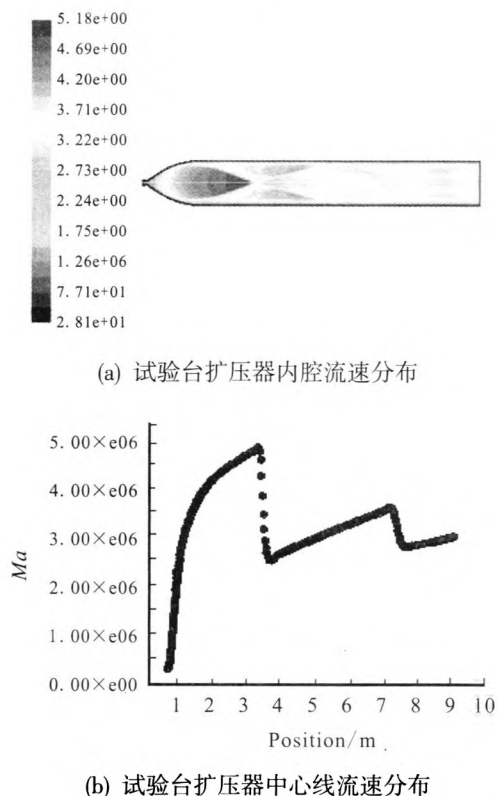 5. 18e+00
4. 69e+00
4. 20e+00
3. 71e+00
3. 22e+00
2. 73e+00
2. 24e+00
1. 75e+00
1. 26e+06
7. 71e+01
2. 81e+01
(a) 试验台扩压器内腔流速分布
5. 00×e06
4. 00×e06
3. 00×e06
2. 00×e06
1. 00×e06
0. 00×e00
Ma
1 2 3 4 5 6 7 8 9 10
Position/m
(b) 试验台扩压器中心线流速分布